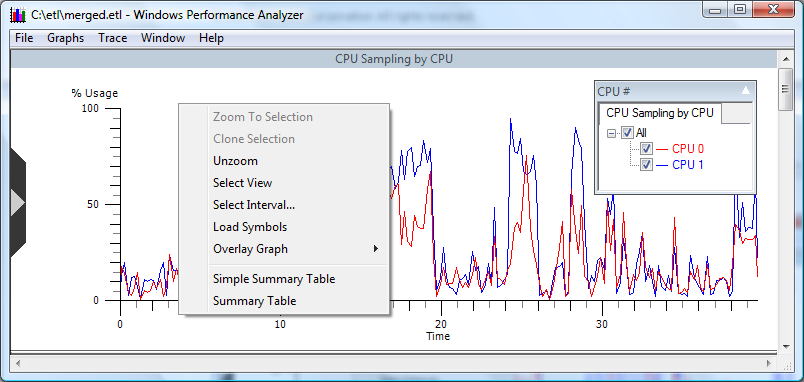 C:\etl\merged.etl - Windows Performance Analyzer
File Graphs Trace Window Help
CPU Sampling by CPU
% Usage
100
50
0
0
10
20
30
Time
Zoom To Selection
Clone Selection
Unzoom
Select View
Select Interval...
Load Symbols
Overlay Graph
Simple Summary Table
Summary Table
CPU #
CPU Sampling by CPU
All
CPU 0
CPU 1